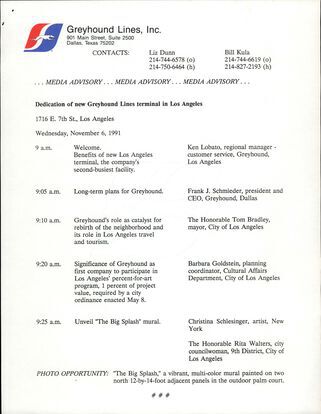 Greyhound Lines, Inc.
901 Main Street, Suite 2500
Dallas, Texas 75202
CONTACTS: Liz Dunn Bill Kula
214-744-6578 (o) 214-744-6619 (o)
214-750-6464 (h) 214-827-2193 (h)
. . . MEDIA ADVISORY . . . MEDIA ADVISORY . . . MEDIA ADVISORY . . .
Dedication of new Greyhound Lines terminal in Los Angeles
1716 E. 7th St., Los Angeles
Wednesday, November 6, 1991
9 a.m. Welcome. Ken Lobato, regional manager -
Benefits of new Los Angeles customer service, Greyhound,
terminal, the company's Los Angeles
second-busiest facility.
9:05 a.m. Long-term plans for Greyhound. Frank J. Schmieder, president and
CEO, Greyhound, Dallas
9:10 a.m. Greyhound's role as catalyst for The Honorable Tom Bradley,
rebirth of the neighborhood and mayor, City of Los Angeles
its role in Los Angeles travel
and tourism.
9:20 a.m. Significance of Greyhound as Barbara Goldstein, planning
first company to participate in coordinator, Cultural Affairs
Los Angeles' percent-for-art Department, City of Los Angeles
program, 1 percent of project
value, required by a city
ordinance enacted May 8.
9:25 a.m. Unveil "The Big Splash" mural. Christina Schlesinger, artist, New
York
The Honorable Rita Walters, city
councilwoman, 9th District, City of
Los Angeles
PHOTO OPPORTUNITY: "The Big Splash," a vibrant, multi-color mural painted on two
north 12-by-14-foot adjacent panels in the outdoor palm court.
# # #